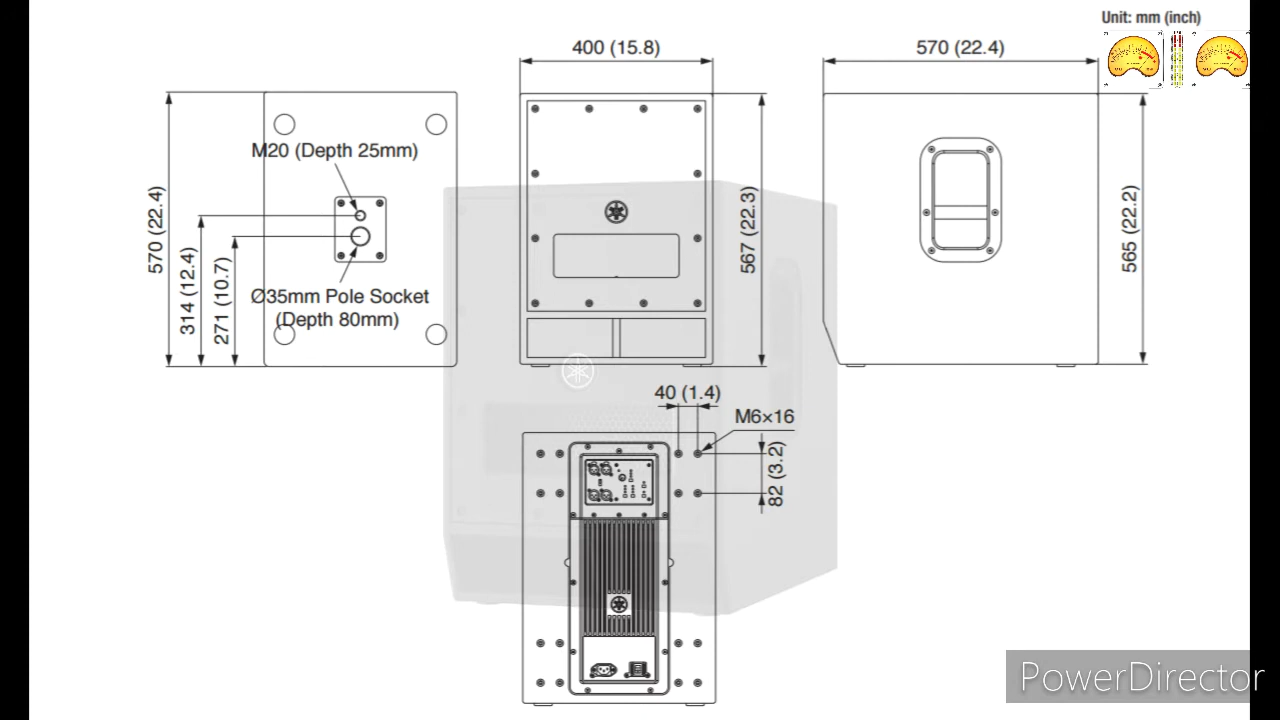 Unit: mm (inch)
400 (15.8)
570 (22.4)
M20 (Depth 25mm)
570 (22.4)
314 (12.4)
271 (10.7)
Ø35mm Pole Socket
(Depth 80mm)
567 (22.3)
565 (22.2)
40 (1.4)
M6×16
82 (3.2)
PowerDirector